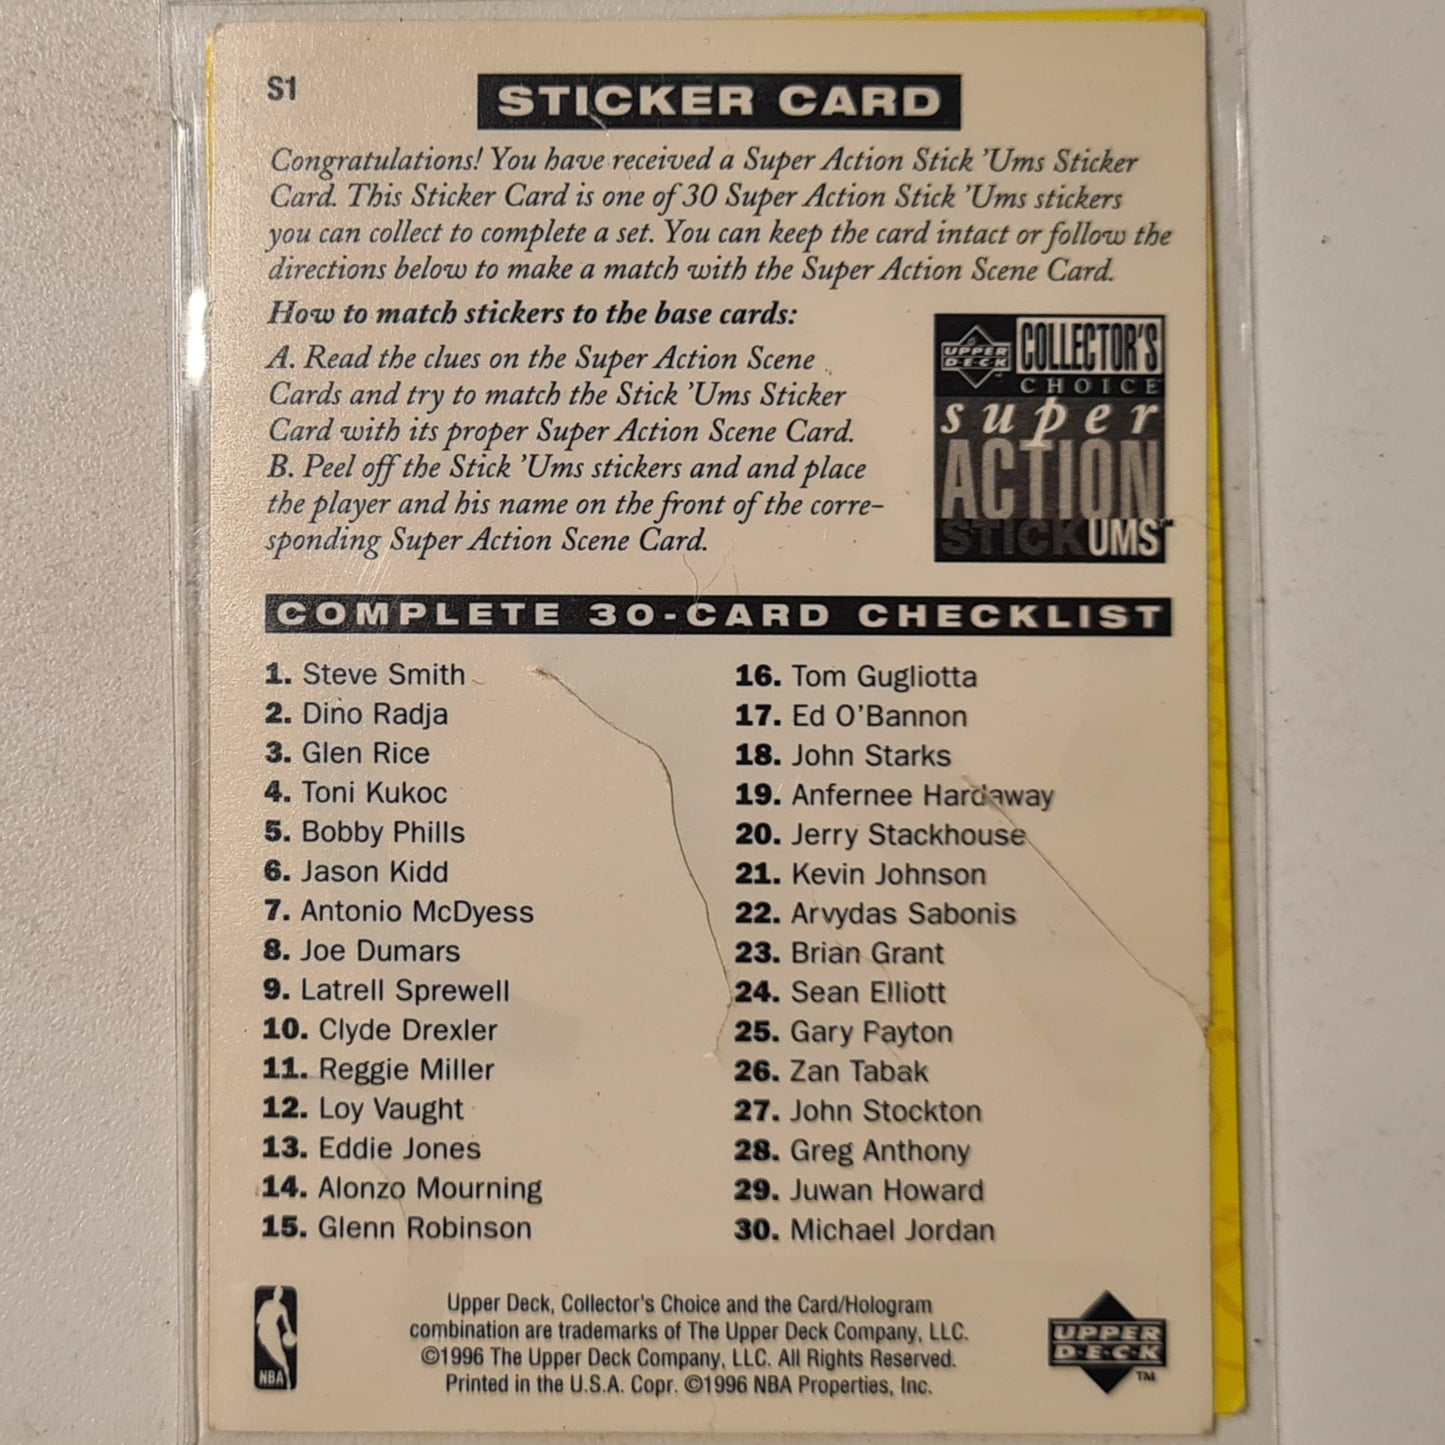 S1
STICKER CARD
Congratulations! You have received a Super Action Stick 'Ums Sticker
Card. This Sticker Card is one of 30 Super Action Stick 'Ums stickers
you can collect to complete a set. You can keep the card intact or follow the
directions below to make a match with the Super Action Scene Card.
How to match stickers to the base cards:
A. Read the clues on the Super Action Scene
Cards and try to match the Stick 'Ums Sticker
Card with its proper Super Action Scene Card.
B. Peel off the Stick 'Ums stickers and and place
the player and his name on the front of the corre-
sponding Super Action Scene Card.
UPPER DECK COLLECTOR'S
CHOICE
super
ACTION
STICKUMS™
COMPLETE 30-CARD CHECKLIST
1. Steve Smith
2. Dino Radja
3. Glen Rice
4. Toni Kukoc
5. Bobby Phills
6. Jason Kidd
7. Antonio McDyess
8. Joe Dumars
9. Latrell Sprewell
10. Clyde Drexler
11. Reggie Miller
12. Loy Vaught
13. Eddie Jones
14. Alonzo Mourning
15. Glenn Robinson
16. Tom Gugliotta
17. Ed O'Bannon
18. John Starks
19. Anfernee Hardaway
20. Jerry Stackhouse
21. Kevin Johnson
22. Arvydas Sabonis
23. Brian Grant
24. Sean Elliott
25. Gary Payton
26. Zan Tabak
27. John Stockton
28. Greg Anthony
29. Juwan Howard
30. Michael Jordan
NBA
Upper Deck, Collector's Choice and the Card/Hologram
combination are trademarks of The Upper Deck Company, LLC.
©1996 The Upper Deck Company, LLC. All Rights Reserved.
Printed in the U.S.A. Copr. ©1996 NBA Properties, Inc.
UPPER
DECK
TM